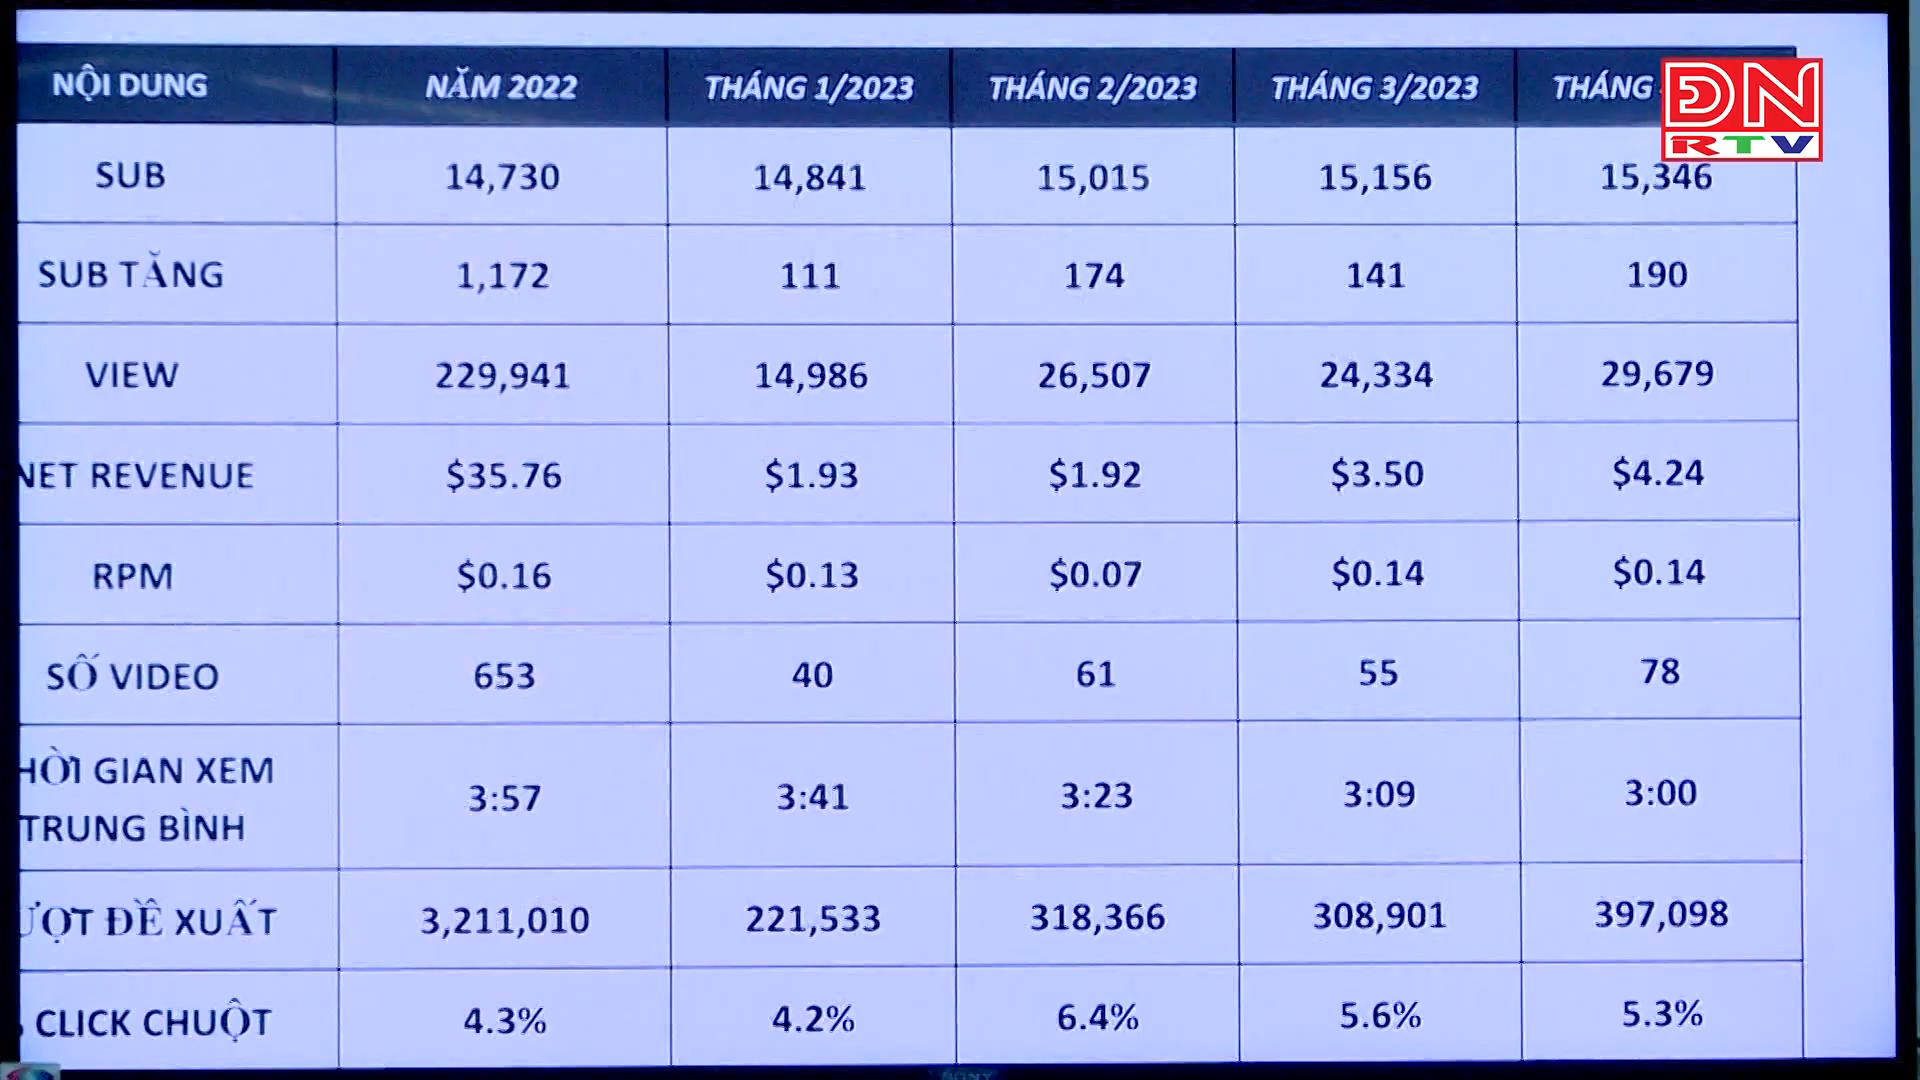 NỘI DUNG NĂM 2022 THÁNG 1/2023 THÁNG 2/2023 THÁNG 3/2023 THÁNG
ĐN
RTV
SUB 14,730 14,841 15,015 15,156 15,346
SUB TĂNG 1,172 111 174 141 190
VIEW 229,941 14,986 26,507 24,334 29,679
NET REVENUE $35.76 $1.93 $1.92 $3.50 $4.24
RPM $0.16 $0.13 $0.07 $0.14 $0.14
SỐ VIDEO 653 40 61 55 78
HỜI GIAN XEM
TRUNG BÌNH 3:57 3:41 3:23 3:09 3:00
ƯỢT ĐỀ XUẤT 3,211,010 221,533 318,366 308,901 397,098
CLICK CHUỘT 4.3% 4.2% 6.4% 5.6% 5.3%
SONY